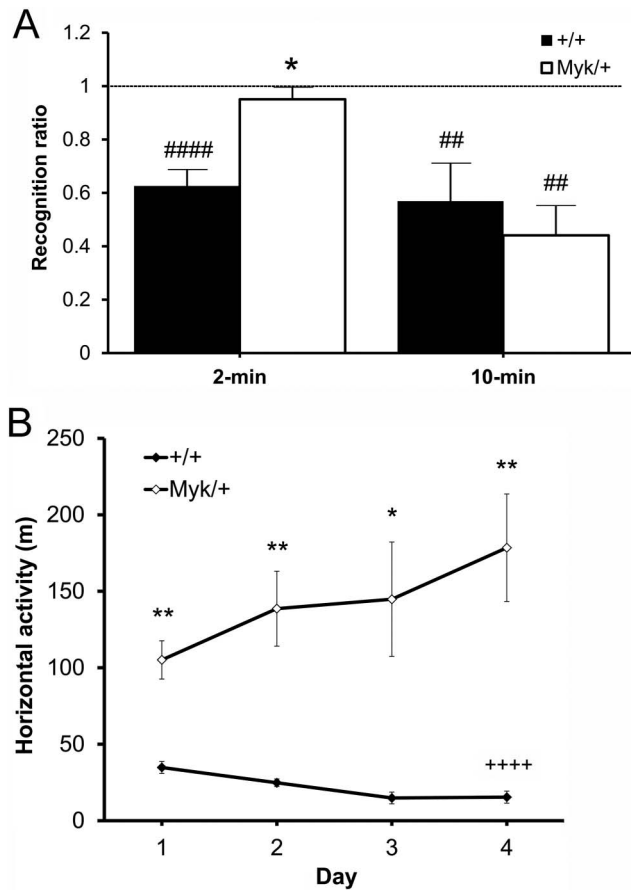 A
Recognition ratio
1.2
1
0.8
0.6
0.4
0.2
0
+/+
Myk/+
####
*
##
##
2-min
10-min
B
Horizontal activity (m)
250
200
150
100
50
0
+/+
Myk/+
**
**
*
**
++++
1 2 3 4
Day